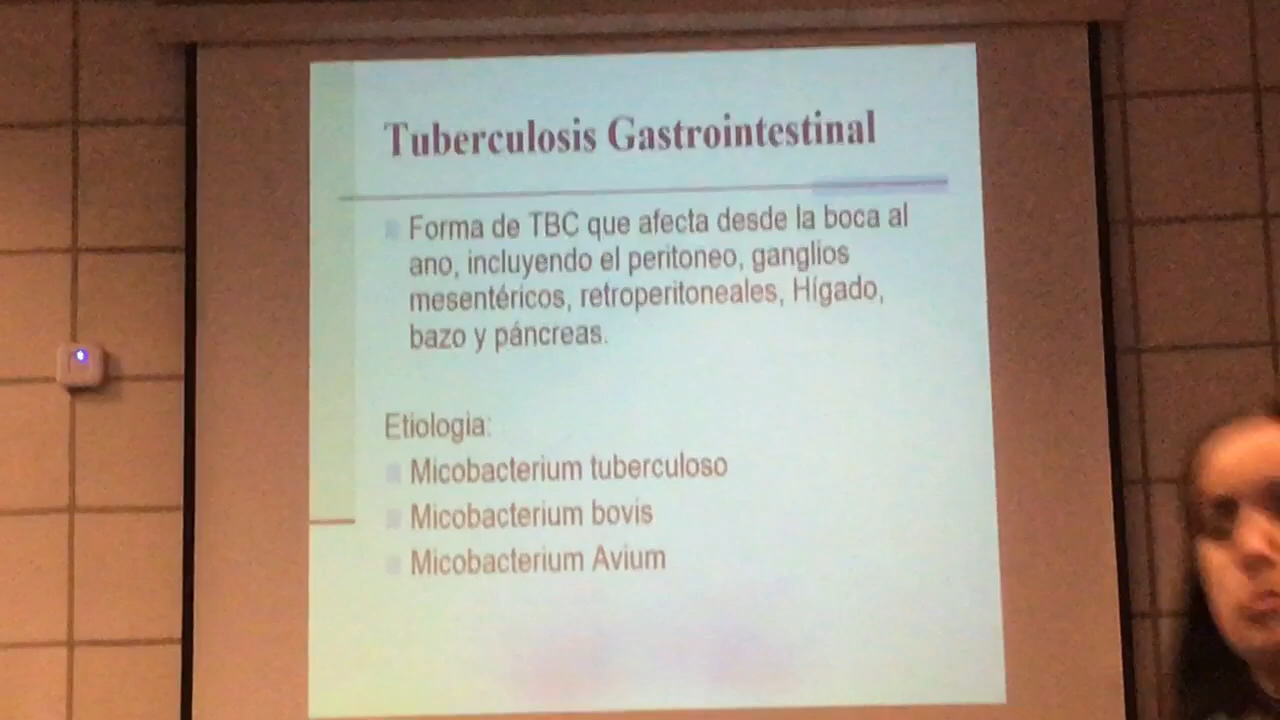 Tuberculosis Gastrointestinal
Forma de TBC que afecta desde la boca al
ano, incluyendo el peritoneo, ganglios
mesentéricos, retroperitoneales, Hígado,
bazo y páncreas.
Etiologia:
Micobacterium tuberculoso
Micobacterium bovis
Micobacterium Avium